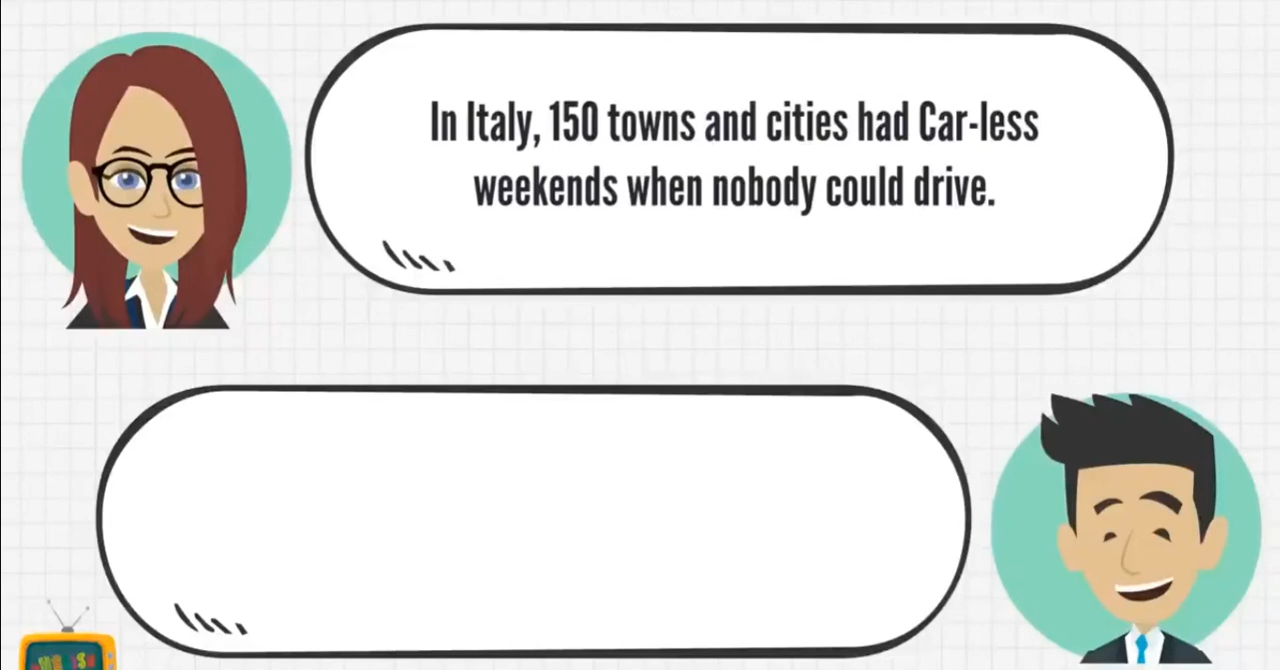 In Italy, 150 towns and cities had Car-less
weekends when nobody could drive.